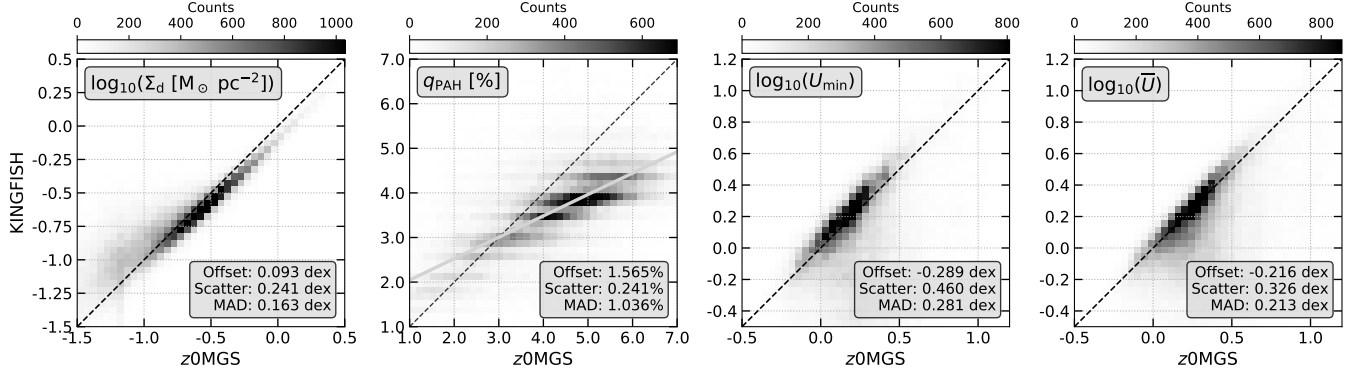 Counts Counts Counts Counts
0 200 400 600 800 1000 0 200 400 600 0 200 400 600 800 0 200 400 600 800
log₁₀(Σ_d [M_⊙ pc⁻²])
q_PAH [%]
log₁₀(U_min)
log₁₀(U̅)
0.5
0.25
0.0
-0.25
-0.5
-0.75
-1.0
-1.25
-1.5
KINGFISH
Offset: 0.093 dex
Scatter: 0.241 dex
MAD: 0.163 dex
-1.5 -1.0 -0.5 0.0 0.5
z0MGS
7.0
6.0
5.0
4.0
3.0
2.0
1.0
Offset: 1.565%
Scatter: 0.241%
MAD: 1.036%
1.0 2.0 3.0 4.0 5.0 6.0 7.0
z0MGS
1.2
1.0
0.8
0.6
0.4
0.2
0.0
-0.2
-0.4
Offset: -0.289 dex
Scatter: 0.460 dex
MAD: 0.281 dex
-0.5 0.0 0.5 1.0
z0MGS
1.2
1.0
0.8
0.6
0.4
0.2
0.0
-0.2
-0.4
Offset: -0.216 dex
Scatter: 0.326 dex
MAD: 0.213 dex
-0.5 0.0 0.5 1.0
z0MGS